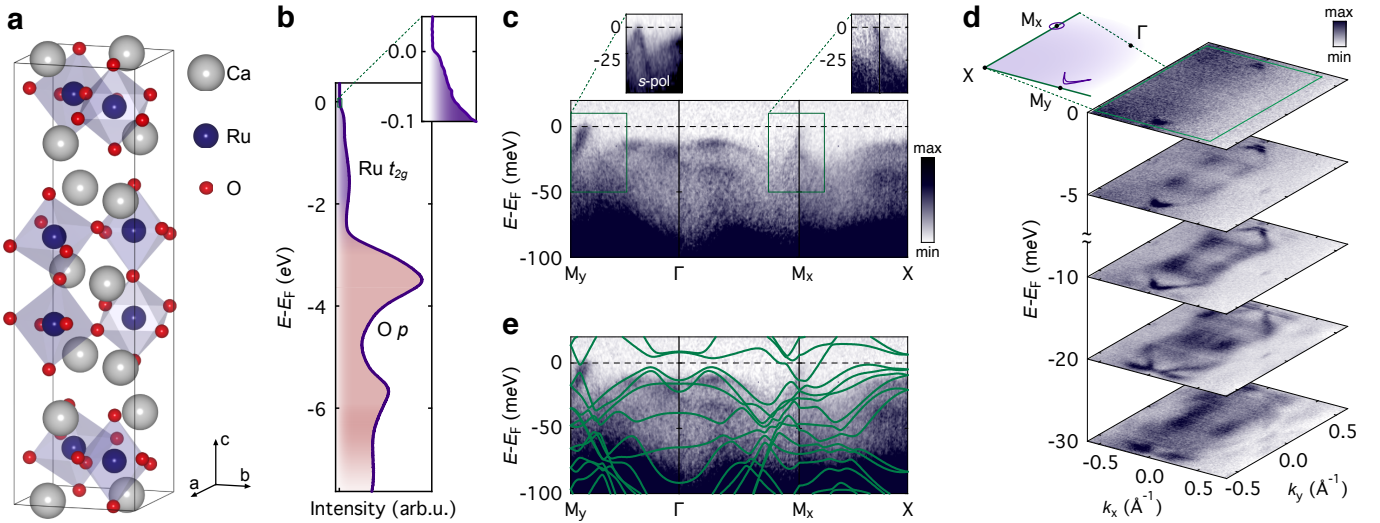 a
Ca
Ru
O
c
a
b
b
0.0
-0.1
0
-2
-4
-6
Ru t2g
O p
E-EF (eV)
Intensity (arb.u.)
c
0
-25
s-pol
0
-25
0
-50
-100
E-EF (meV)
My
Γ
Mx
X
max
min
e
0
-50
-100
E-EF (meV)
My
Γ
Mx
X
d
Mx
Γ
X
My
max
min
0
-5
≈
-10
-20
-30
E-EF (meV)
-0.5
0.0
0.5
kx (Å-1)
-0.5
0.0
0.5
ky (Å-1)